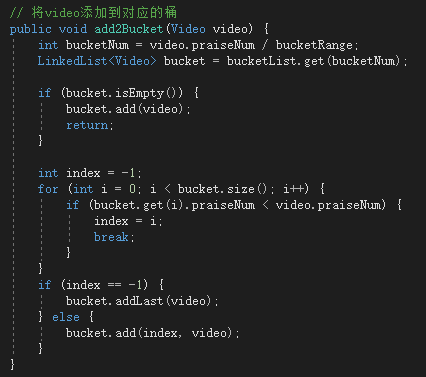 // 将video添加到对应的桶
public void add2Bucket(Video video) {
    int bucketNum = video.praiseNum / bucketRange;
    LinkedList<Video> bucket = bucketList.get(bucketNum);

    if (bucket.isEmpty()) {
        bucket.add(video);
        return;
    }

    int index = -1;
    for (int i = 0; i < bucket.size(); i++) {
        if (bucket.get(i).praiseNum < video.praiseNum) {
            index = i;
            break;
        }
    }
    if (index == -1) {
        bucket.addLast(video);
    } else {
        bucket.add(index, video);
    }
}